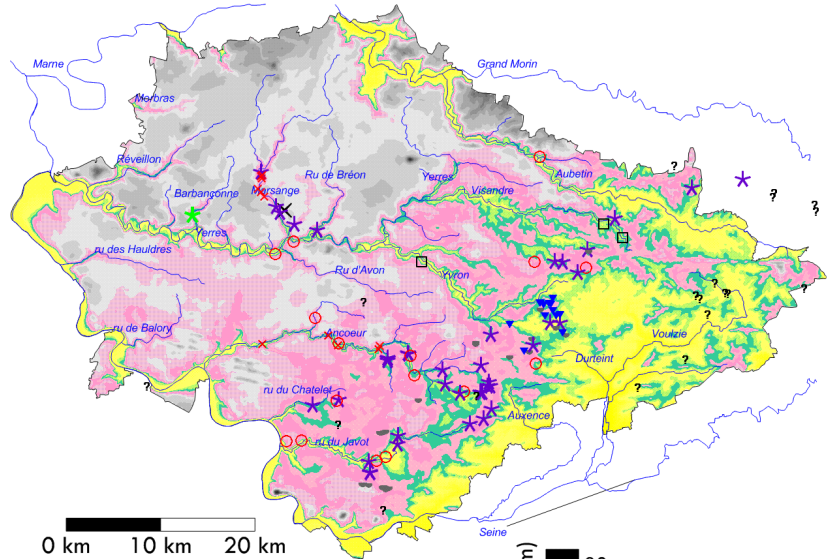 Marne
Grand Morin
Morbras
Réveillon
Ru de Bréon
Yerres
Aubetin
Visandre
Barbançonne
Morsange
Yerres
ru des Hauldres
Ru d'Avon
Yvron
?
?
?
?
?
?
?
?
?
?
ru de Balory
Ancoeur
Voulzie
Durteint
?
?
?
ru du Chatelet
?
Auxence
?
ru du Javot
?
Seine
0 km 10 km 20 km